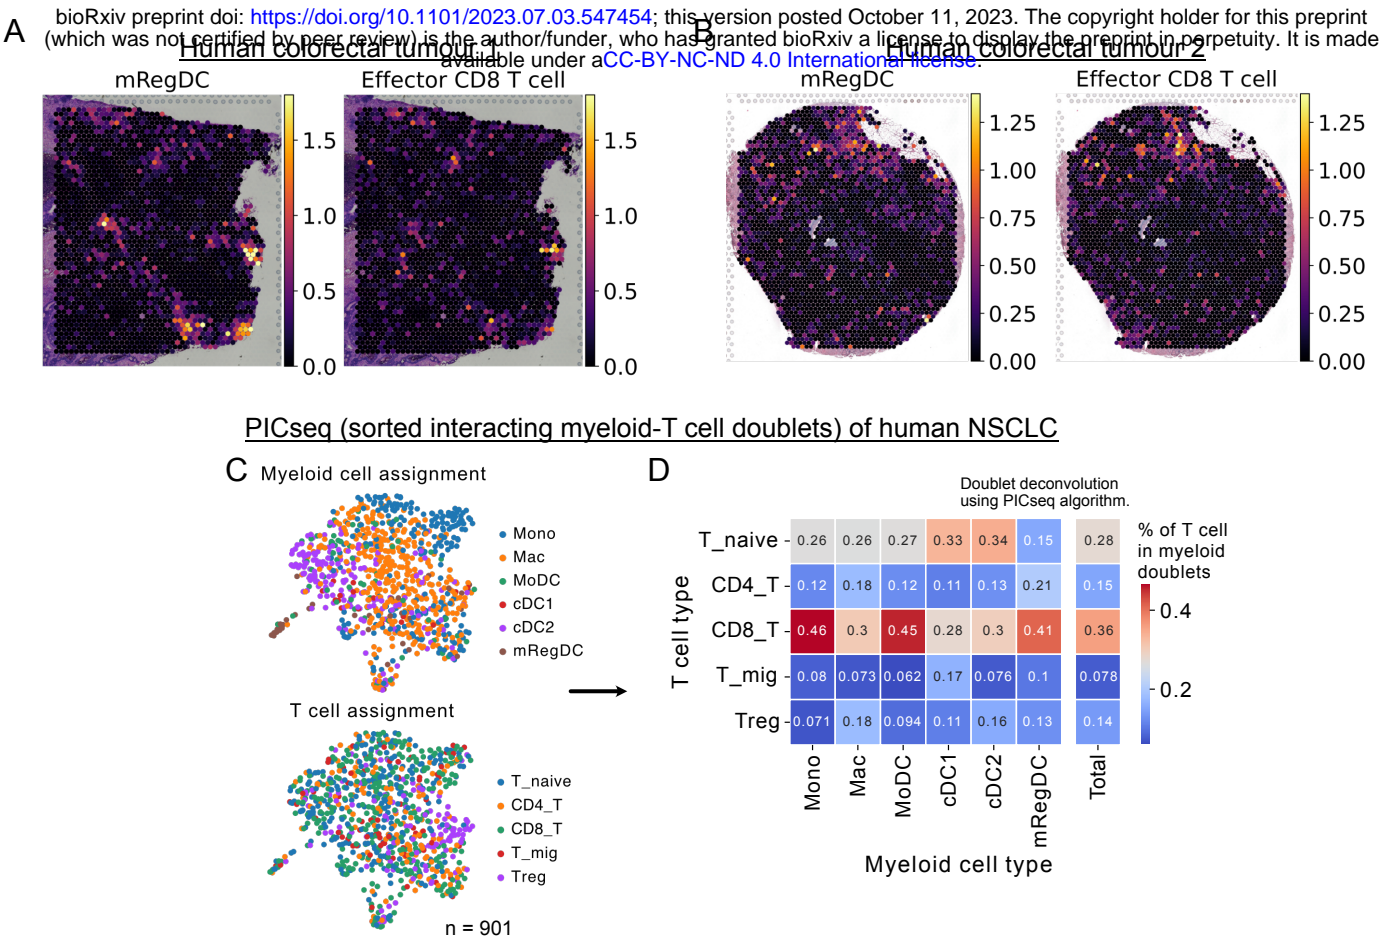 bioRxiv preprint doi: https://doi.org/10.1101/2023.07.03.547454; this version posted October 11, 2023. The copyright holder for this preprint
(which was not certified by peer review) is the author/funder, who has granted bioRxiv a license to display the preprint in perpetuity. It is made
available under aCC-BY-NC-ND 4.0 International license.
A
Human colorectal tumour 1
mRegDC
Effector CD8 T cell
1.5
1.0
0.5
0.0
1.5
1.0
0.5
0.0
B
Human colorectal tumour 2
mRegDC
Effector CD8 T cell
1.25
1.00
0.75
0.50
0.25
0.00
1.25
1.00
0.75
0.50
0.25
0.00
PICseq (sorted interacting myeloid-T cell doublets) of human NSCLC
C
Myeloid cell assignment
Mono
Mac
MoDC
cDC1
cDC2
mRegDC
T cell assignment
T_naive
CD4_T
CD8_T
T_mig
Treg
n = 901
D
Doublet deconvolution
using PICseq algorithm.
T cell type
T_naive 0.26 0.26 0.27 0.33 0.34 0.15 0.28
CD4_T 0.12 0.18 0.12 0.11 0.13 0.21 0.15
CD8_T 0.46 0.3 0.45 0.28 0.3 0.41 0.36
T_mig 0.08 0.073 0.062 0.17 0.076 0.1 0.078
Treg 0.071 0.18 0.094 0.11 0.16 0.13 0.14
Mono Mac MoDC cDC1 cDC2 mRegDC Total
Myeloid cell type
% of T cell
in myeloid
doublets
0.4
0.2